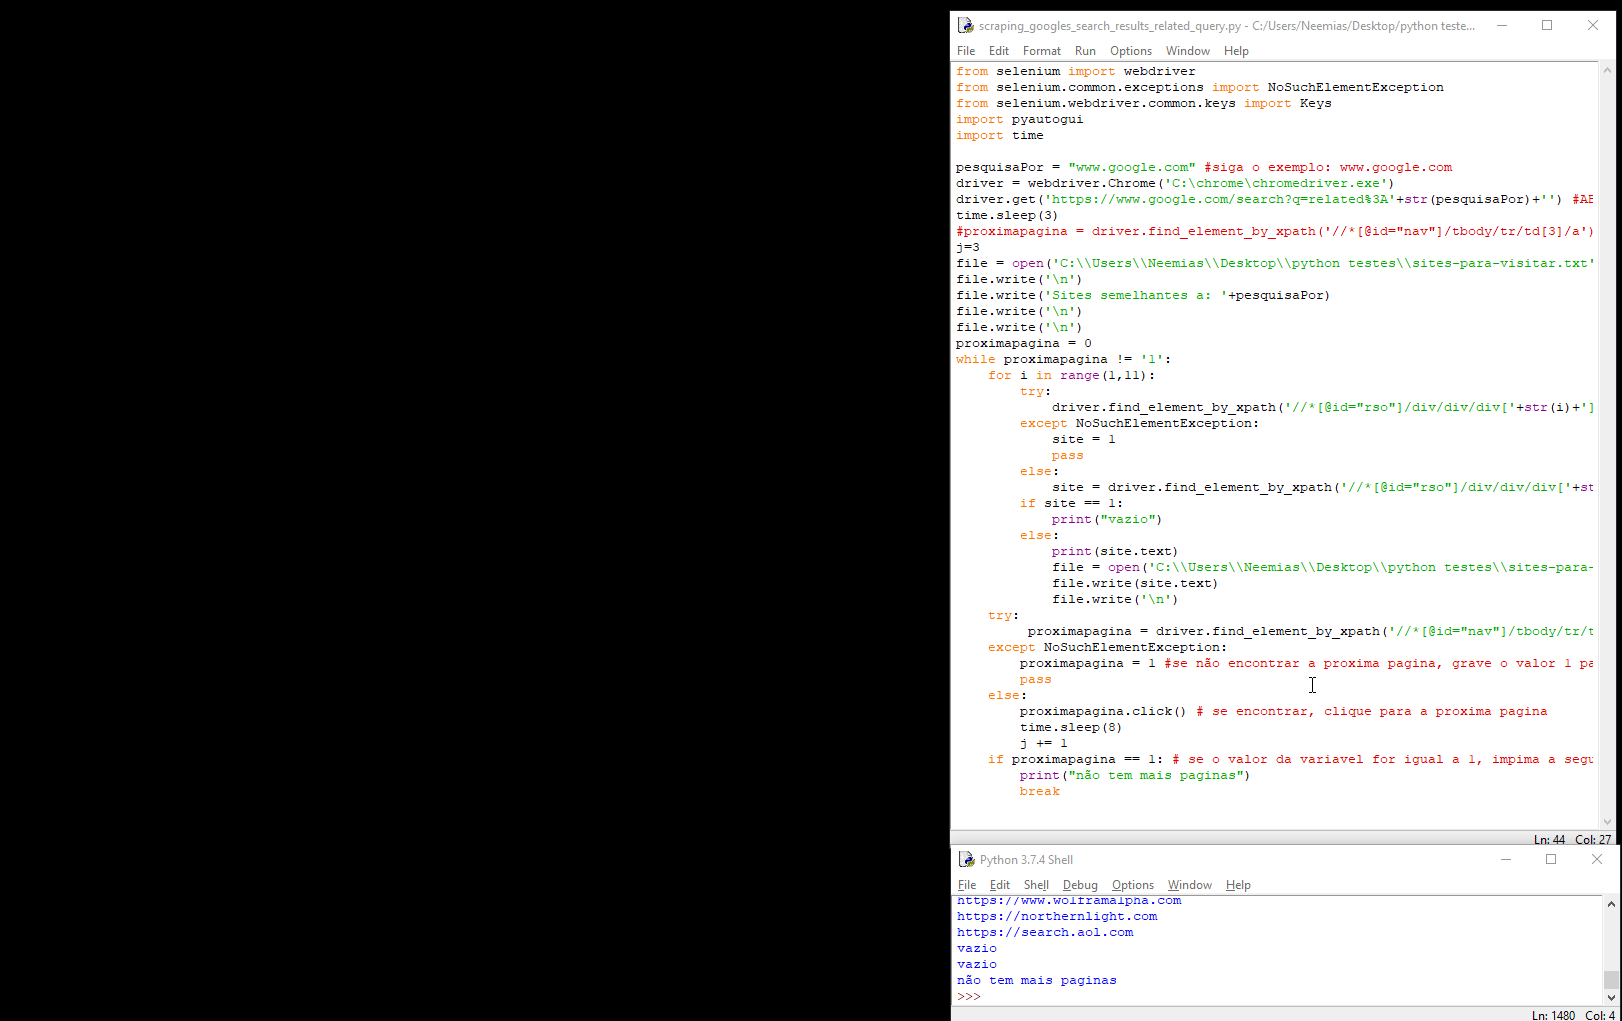 scraping_googles_search_results_related_query.py - C:/Users/Neemias/Desktop/python teste...
File Edit Format Run Options Window Help
from selenium import webdriver
from selenium.common.exceptions import NoSuchElementException
from selenium.webdriver.common.keys import Keys
import pyautogui
import time
pesquisaPor = "www.google.com" #siga o exemplo: www.google.com
driver = webdriver.Chrome('C:\chrome\chromedriver.exe')
driver.get('https://www.google.com/search?q=related%3A'+str(pesquisaPor)+'') #AE
time.sleep(3)
#proximapagina = driver.find_element_by_xpath('//*[@id="nav"]/tbody/tr/td[3]/a')
j=3
file = open('C:\\Users\\Neemias\\Desktop\\python testes\\sites-para-visitar.txt'
file.write('\n')
file.write('Sites semelhantes a: '+pesquisaPor)
file.write('\n')
file.write('\n')
proximapagina = 0
while proximapagina != '1':
    for i in range(1,11):
        try:
            driver.find_element_by_xpath('//*[@id="rso"]/div/div/div['+str(i)+']
        except NoSuchElementException:
            site = 1
            pass
        else:
            site = driver.find_element_by_xpath('//*[@id="rso"]/div/div/div['+st
        if site == 1:
            print("vazio")
        else:
            print(site.text)
            file = open('C:\\Users\\Neemias\\Desktop\\python testes\\sites-para-
            file.write(site.text)
            file.write('\n')
    try:
         proximapagina = driver.find_element_by_xpath('//*[@id="nav"]/tbody/tr/t
    except NoSuchElementException:
        proximapagina = 1 #se não encontrar a proxima pagina, grave o valor 1 pa
        pass
    else:
        proximapagina.click() # se encontrar, clique para a proxima pagina
        time.sleep(8)
        j += 1
    if proximapagina == 1: # se o valor da variavel for igual a 1, impima a segu
        print("não tem mais paginas")
        break
Ln: 44 Col: 27
Python 3.7.4 Shell
File Edit Shell Debug Options Window Help
https://www.wolframalpha.com
https://northernlight.com
https://search.aol.com
vazio
vazio
não tem mais paginas
>>>
Ln: 1480 Col: 4